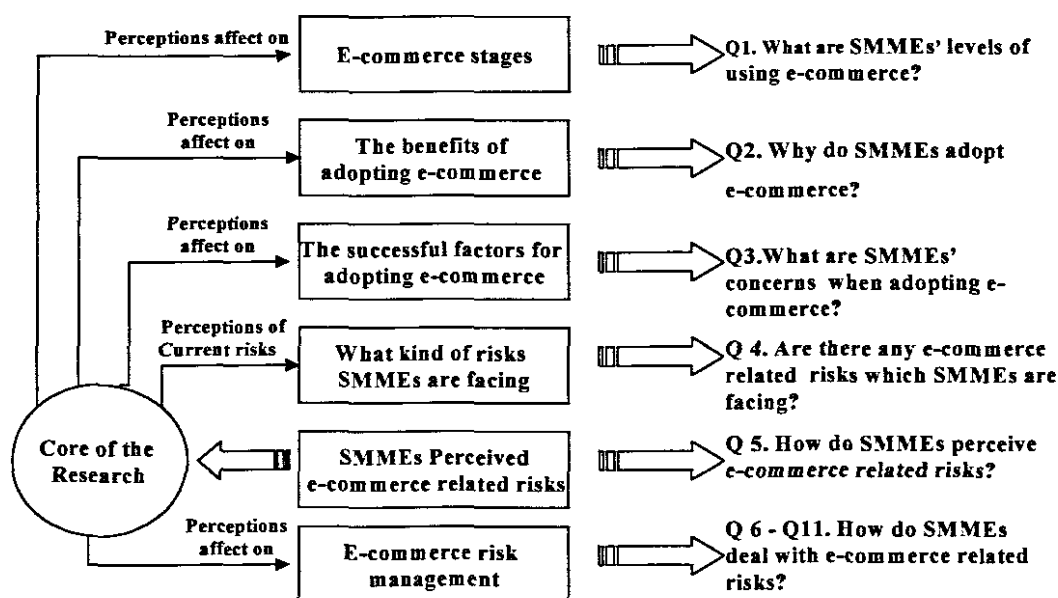 Perceptions affect on
E-commerce stages
Q1. What are SMMEs' levels of
using e-commerce?
Perceptions
affect on
The benefits of
adopting e-commerce
Q2. Why do SMMEs adopt
e-commerce?
Perceptions
affect on
The successful factors for
adopting e-commerce
Q3.What are SMMEs'
concerns when adopting e-
commerce?
Perceptions of
Current risks
What kind of risks
SMMEs are facing
Q 4. Are there any e-commerce
related risks which SMMEs are
facing?
Core of the
Research
SMMEs Perceived
e-commerce related risks
Q 5. How do SMMEs perceive
e-commerce related risks?
Perceptions
affect on
E-commerce risk
management
Q 6 - Q11. How do SMMEs
deal with e-commerce related
risks?